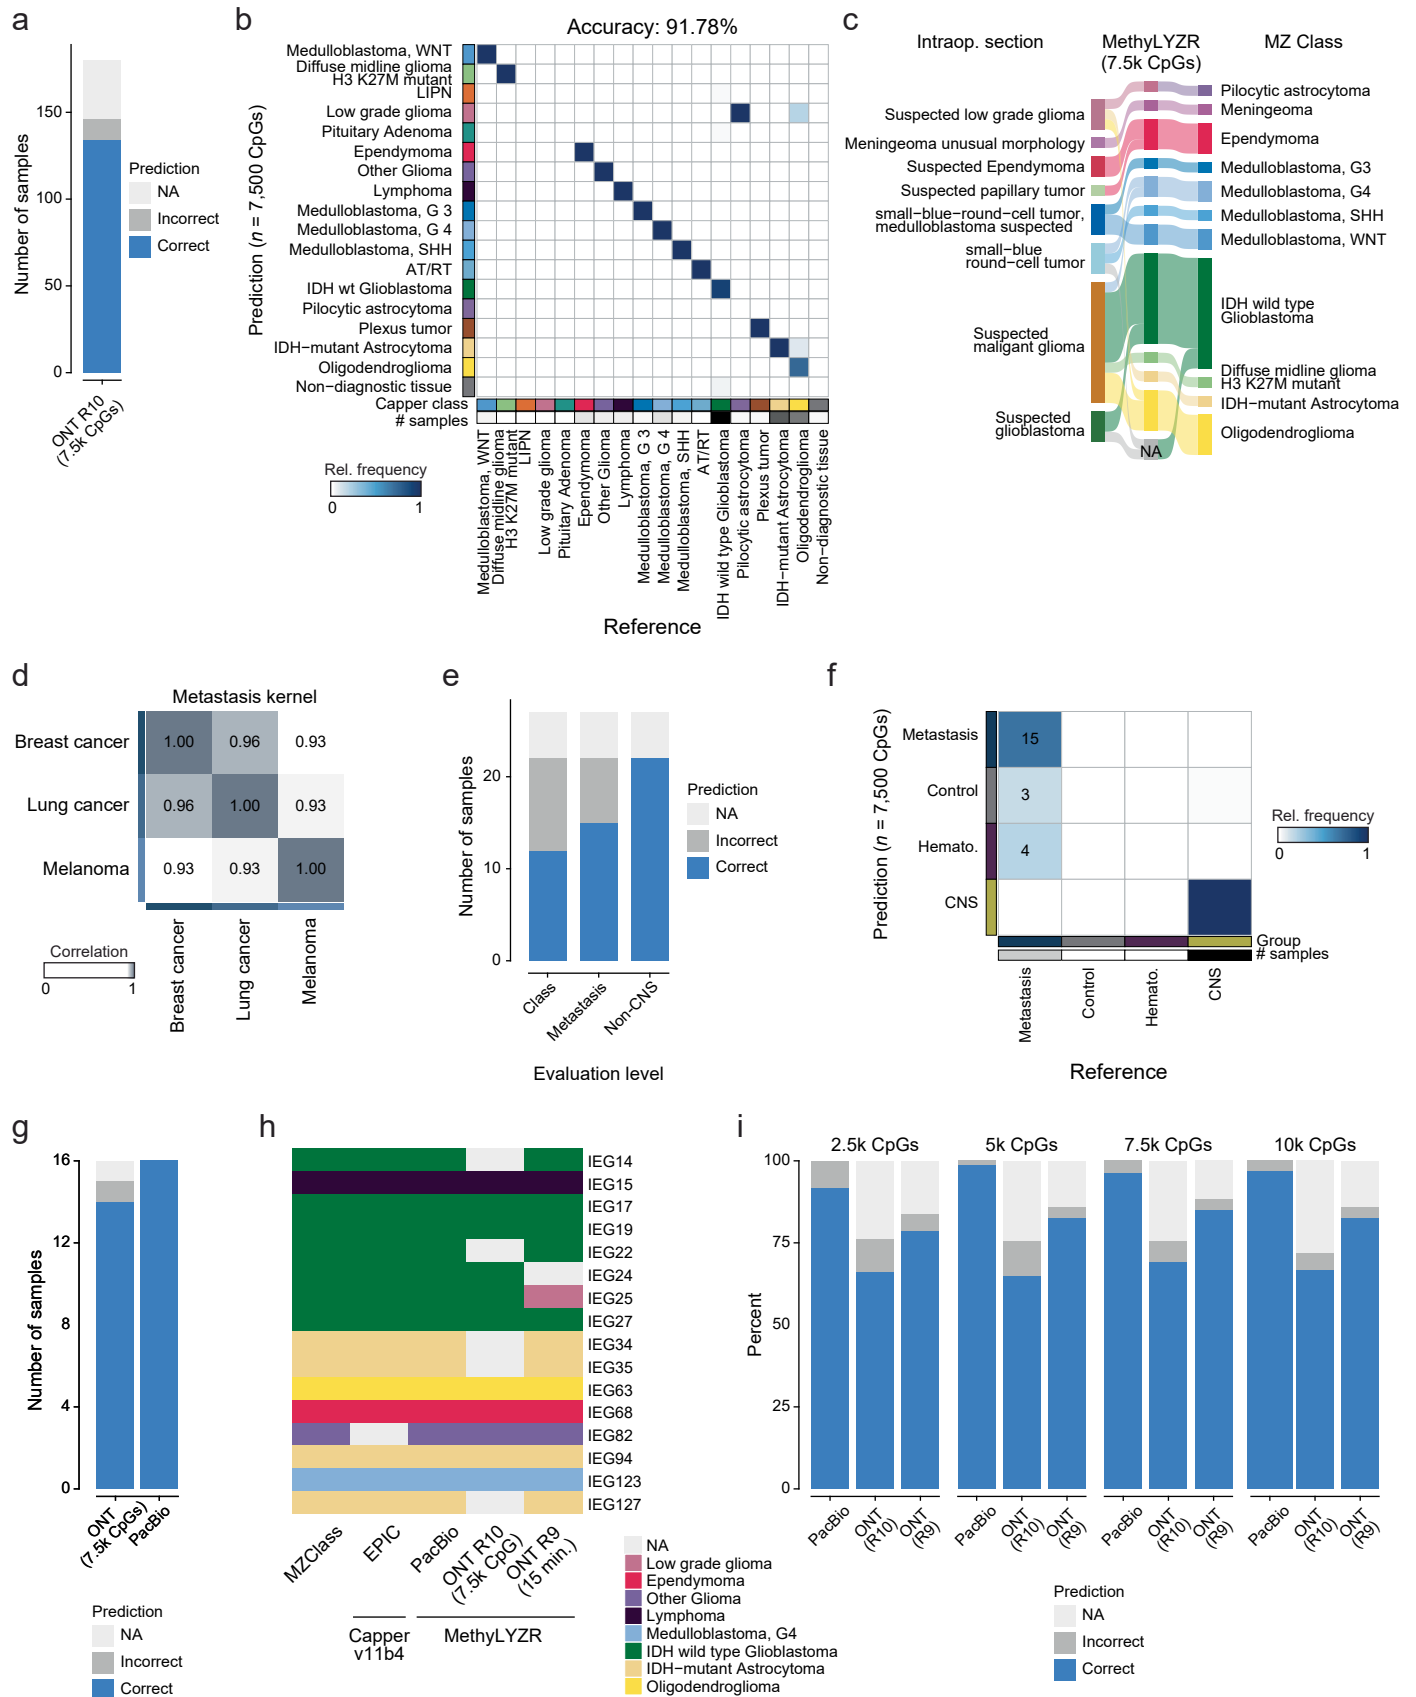 a
Number of samples
150
100
50
0
ONT R10
(7.5k CpGs)
Prediction
NA
Incorrect
Correct
b
Accuracy: 91.78%
Prediction (n = 7,500 CpGs)
Medulloblastoma, WNT
Diffuse midline glioma
H3 K27M mutant
LIPN
Low grade glioma
Pituitary Adenoma
Ependymoma
Other Glioma
Lymphoma
Medulloblastoma, G 3
Medulloblastoma, G 4
Medulloblastoma, SHH
AT/RT
IDH wt Glioblastoma
Pilocytic astrocytoma
Plexus tumor
IDH−mutant Astrocytoma
Oligodendroglioma
Non−diagnostic tissue
Capper class
# samples
Rel. frequency
0 1
Medulloblastoma, WNT
Diffuse midline glioma
H3 K27M mutant
LIPN
Low grade glioma
Pituitary Adenoma
Ependymoma
Other Glioma
Lymphoma
Medulloblastoma, G 3
Medulloblastoma, G 4
Medulloblastoma, SHH
AT/RT
IDH wild type Glioblastoma
Pilocytic astrocytoma
Plexus tumor
IDH−mutant Astrocytoma
Oligodendroglioma
Non−diagnostic tissue
Reference
c
Intraop. section
MethyLYZR
(7.5k CpGs)
MZ Class
Suspected low grade glioma
Meningeoma unusual morphology
Suspected Ependymoma
Suspected papillary tumor
small−blue−round−cell tumor,
medulloblastoma suspected
small−blue
round−cell tumor
Suspected
maligant glioma
Suspected
glioblastoma
NA
Pilocytic astrocytoma
Meningeoma
Ependymoma
Medulloblastoma, G3
Medulloblastoma, G4
Medulloblastoma, SHH
Medulloblastoma, WNT
IDH wild type
Glioblastoma
Diffuse midline glioma
H3 K27M mutant
IDH−mutant Astrocytoma
Oligodendroglioma
d
Metastasis kernel
Breast cancer 1.00 0.96 0.93
Lung cancer 0.96 1.00 0.93
Melanoma 0.93 0.93 1.00
Breast cancer
Lung cancer
Melanoma
Correlation
0 1
e
Number of samples
20
10
0
Class
Metastasis
Non−CNS
Evaluation level
Prediction
NA
Incorrect
Correct
f
Prediction (n = 7,500 CpGs)
Metastasis 15
Control 3
Hemato. 4
CNS
Group
# samples
Metastasis
Control
Hemato.
CNS
Reference
Rel. frequency
0 1
g
Number of samples
16
12
8
4
0
ONT
(7.5k CpGs)
PacBio
Prediction
NA
Incorrect
Correct
h
IEG14
IEG15
IEG17
IEG19
IEG22
IEG24
IEG25
IEG27
IEG34
IEG35
IEG63
IEG68
IEG82
IEG94
IEG123
IEG127
MZClass
EPIC
PacBio
ONT R10
(7.5k CpG)
ONT R9
(15 min.)
Capper
v11b4
MethyLYZR
NA
Low grade glioma
Ependymoma
Other Glioma
Lymphoma
Medulloblastoma, G4
IDH wild type Glioblastoma
IDH−mutant Astrocytoma
Oligodendroglioma
i
2.5k CpGs
5k CpGs
7.5k CpGs
10k CpGs
Percent
100
75
50
25
0
PacBio
ONT
(R10)
ONT
(R9)
PacBio
ONT
(R10)
ONT
(R9)
PacBio
ONT
(R10)
ONT
(R9)
PacBio
ONT
(R10)
ONT
(R9)
Prediction
NA
Incorrect
Correct